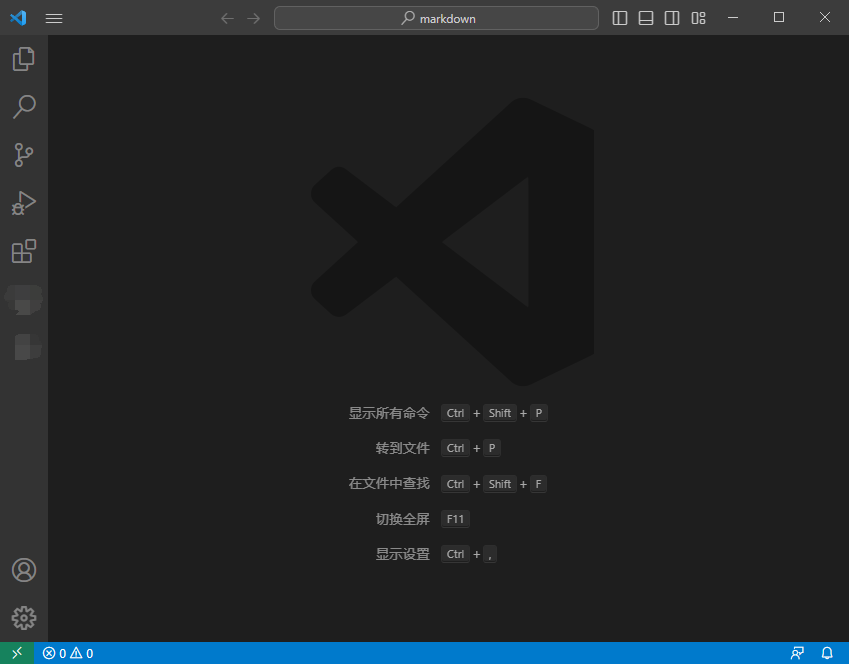 markdown
显示所有命令 Ctrl + Shift + P
转到文件 Ctrl + P
在文件中查找 Ctrl + Shift + F
切换全屏 F11
显示设置 Ctrl + ,
0 0